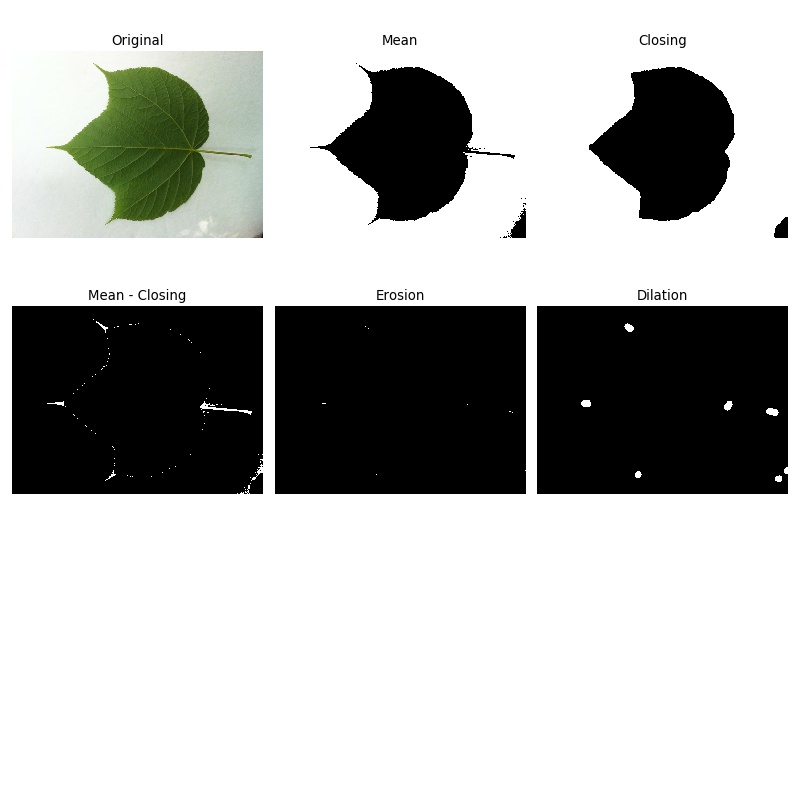 Original
Mean
Closing
Mean - Closing
Erosion
Dilation